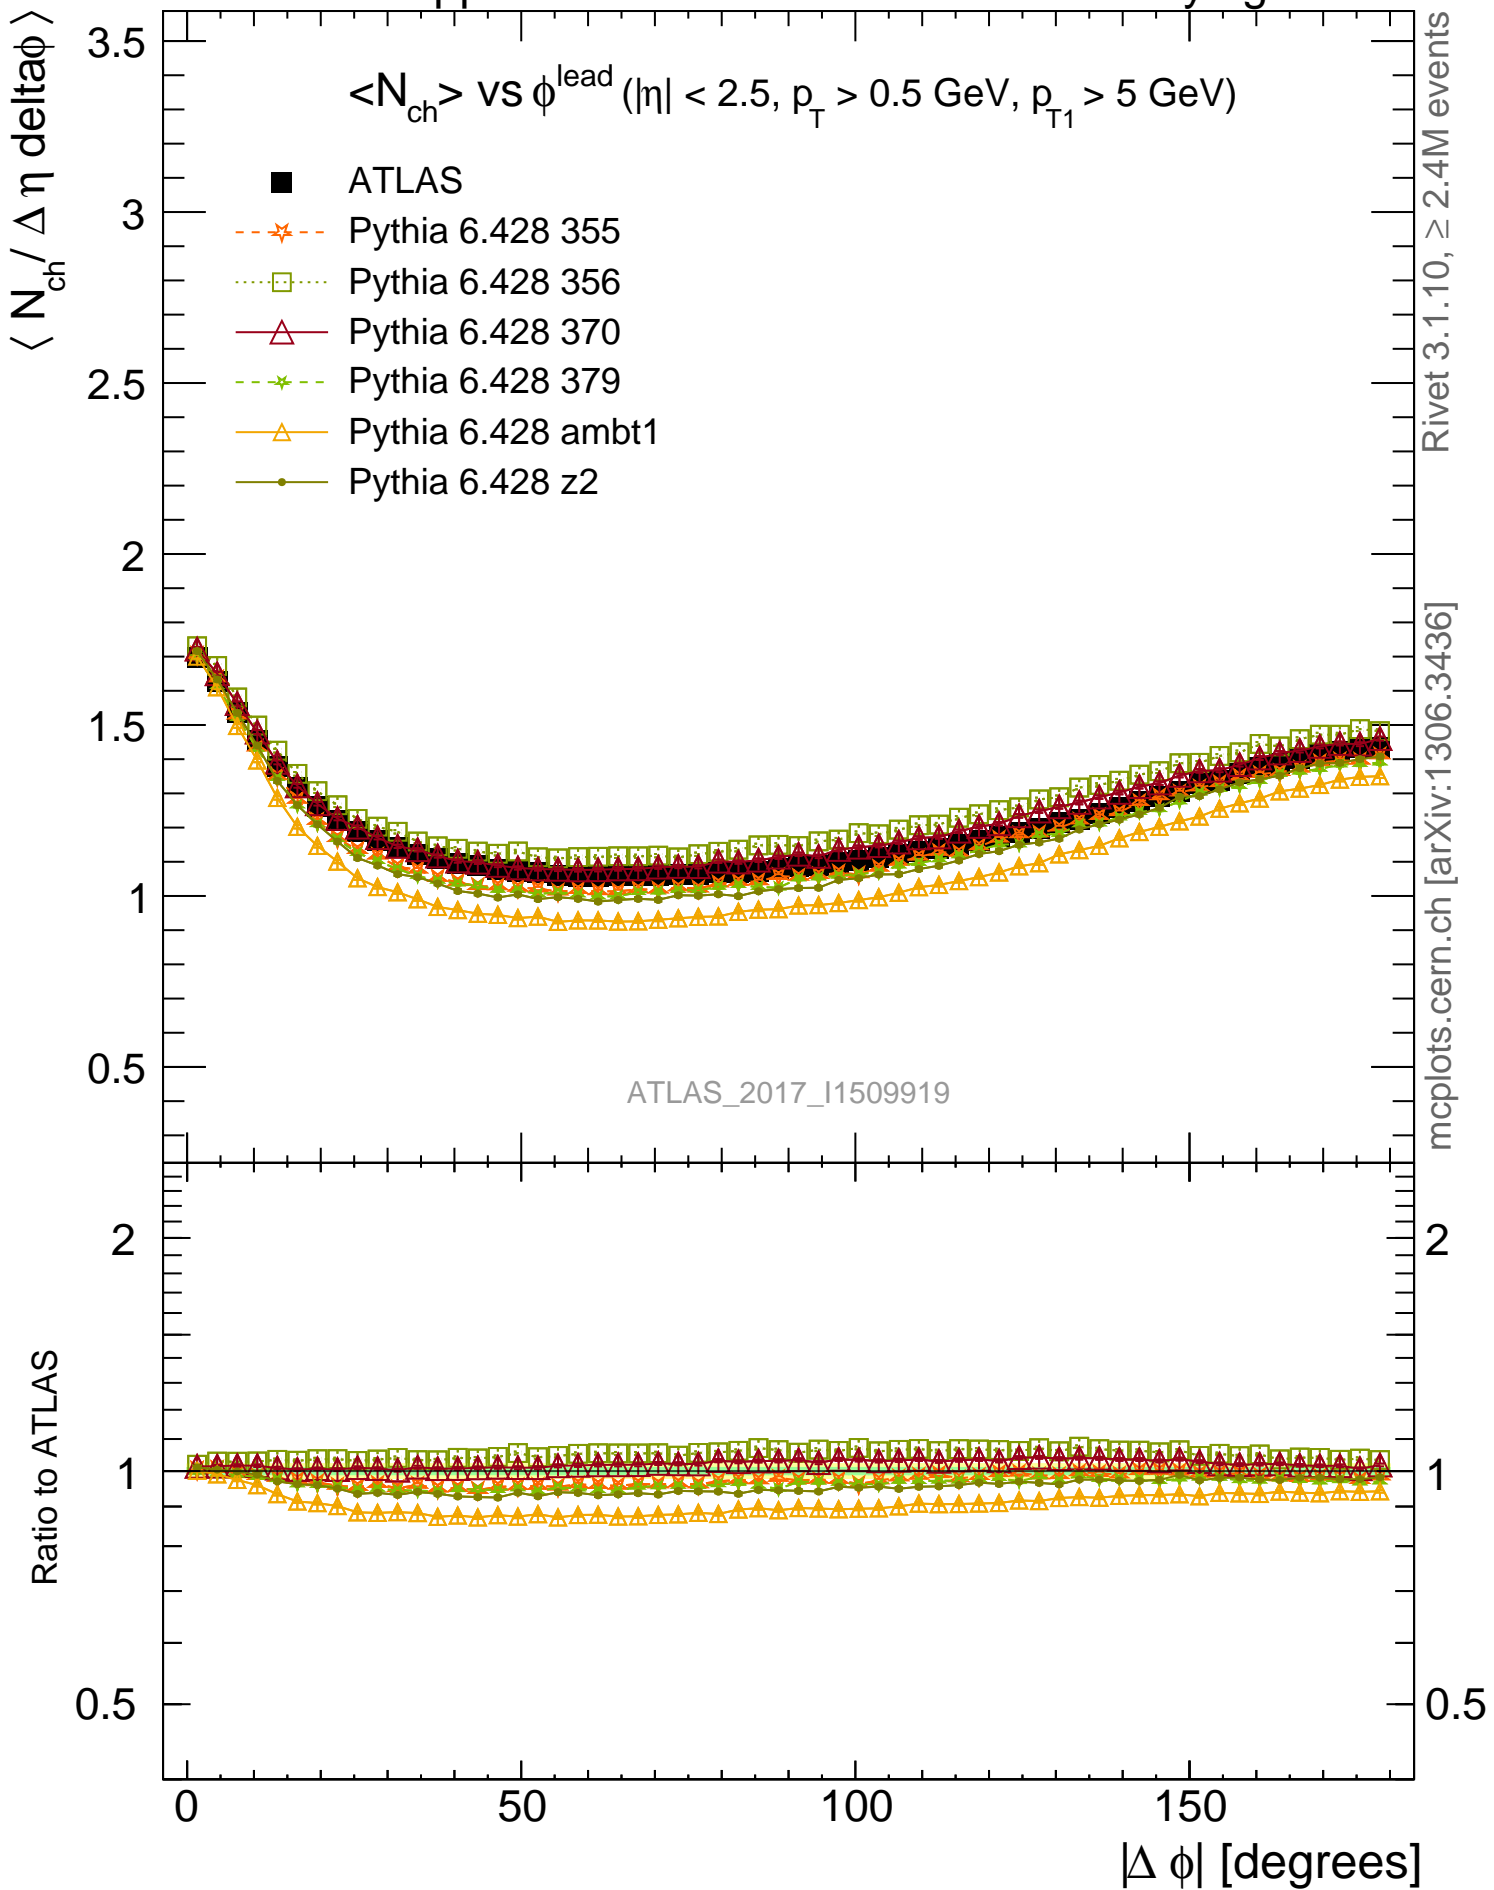 ⟨ N_ch / Δ η deltaϕ ⟩
<N_ch> vs ϕ^lead (|η| < 2.5, p_T > 0.5 GeV, p_T1 > 5 GeV)
ATLAS
Pythia 6.428 355
Pythia 6.428 356
Pythia 6.428 370
Pythia 6.428 379
Pythia 6.428 ambt1
Pythia 6.428 z2
3.5
3
2.5
2
1.5
1
0.5
ATLAS_2017_I1509919
Rivet 3.1.10, ≥ 2.4M events
mcplots.cern.ch [arXiv:1306.3436]
Ratio to ATLAS
2
1
0.5
2
1
0.5
0
50
100
150
|Δ ϕ| [degrees]